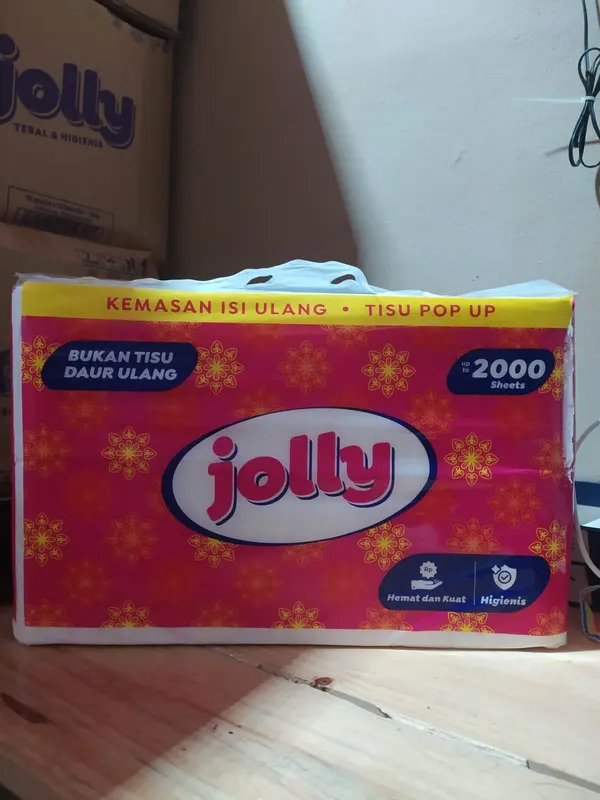 jolly
TEBAL & HIGIENIS
KEMASAN ISI ULANG • TISU POP UP
BUKAN TISU
DAUR ULANG
up to 2000
Sheets
jolly
Rp
Hemat dan Kuat
Higienis